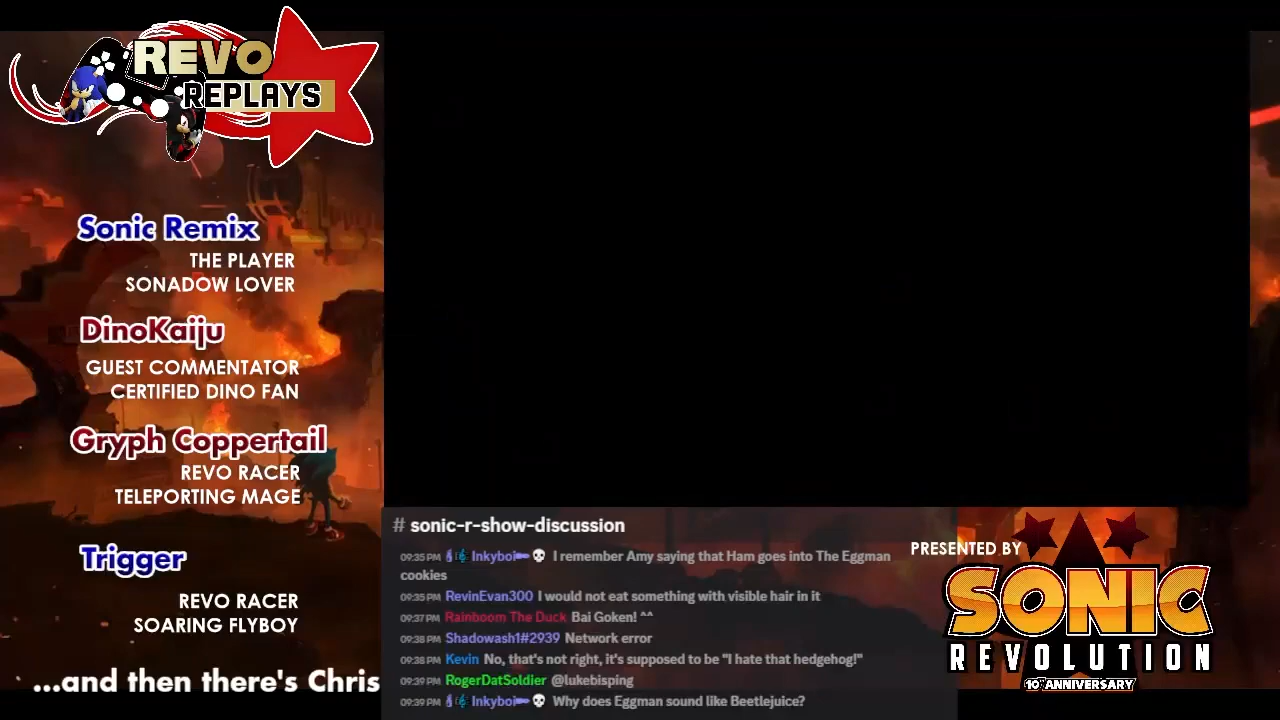 REVO
REPLAYS
Sonic Remix
THE PLAYER
SONADOW LOVER
DinoKaiju
GUEST COMMENTATOR
CERTIFIED DINO FAN
Gryph Coppertail
REVO RACER
TELEPORTING MAGE
Trigger
REVO RACER
SOARING FLYBOY
...and then there's Chris
# sonic-r-show-discussion
09:35 PM Inkyboi I remember Amy saying that Ham goes into The Eggman
cookies
09:35 PM RevinEvan300 I would not eat something with visible hair in it
09:37 PM Rainboom The Duck Bai Goken! ^^
09:38 PM Shadowash1#2939 Network error
09:38 PM Kevin No, that's not right, it's supposed to be "I hate that hedgehog!"
09:39 PM RogerDatSoldier @lukebisping
09:39 PM Inkyboi Why does Eggman sound like Beetlejuice?
PRESENTED BY
SONIC
REVOLUTION
10TH ANNIVERSARY